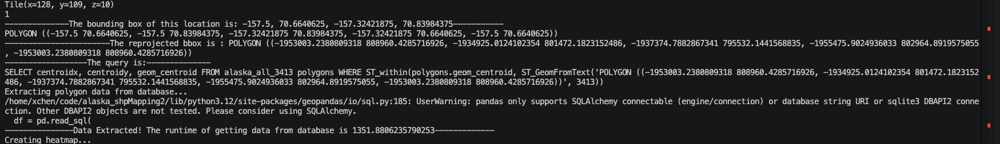 Tile(x=128, y=109, z=10)
1
--------------The bounding box of this location is: -157.5, 70.6640625, -157.32421875, 70.83984375-----------
POLYGON ((-157.5 70.6640625, -157.5 70.83984375, -157.32421875 70.83984375, -157.32421875 70.6640625, -157.5 70.6640625))
-----------------------The reprojected bbox is : POLYGON ((-1953003.2380809318 808960.4285716926, -1934925.0124102354 801472.1823152486, -1937374.7882867341 795532.1441568835, -1955475.9024936033 802964.8919575055
, -1953003.2380809318 808960.4285716926))
------------------The query is:--------------
SELECT centroidx, centroidy, geom_centroid FROM alaska_all_3413 polygons WHERE ST_within(polygons.geom_centroid, ST_GeomFromText('POLYGON ((-1953003.2380809318 808960.4285716926, -1934925.0124102354 801472.1823152
486, -1937374.7882867341 795532.1441568835, -1955475.9024936033 802964.8919575055, -1953003.2380809318 808960.4285716926))', 3413))
Extracting polygon data from database...
/home/xchen/code/alaska_shpMapping2/lib/python3.12/site-packages/geopandas/io/sql.py:185: UserWarning: pandas only supports SQLAlchemy connectable (engine/connection) or database string URI or sqlite3 DBAPI2 conne
ction. Other DBAPI2 objects are not tested. Please consider using SQLAlchemy.
  df = pd.read_sql(
---------------Data Extracted! The runtime of getting data from database is 1351.8806235790253-------------
Creating heatmap...